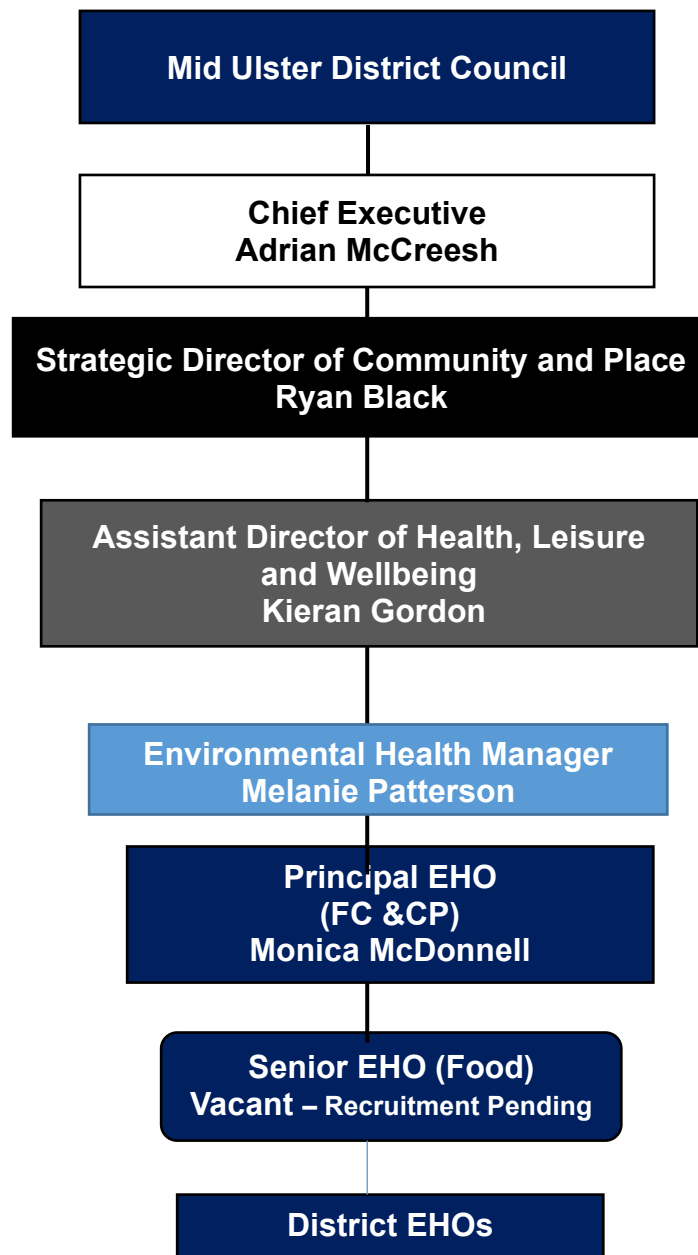 Mid Ulster District Council
Chief Executive
Adrian McCreesh
Strategic Director of Community and Place
Ryan Black
Assistant Director of Health, Leisure
and Wellbeing
Kieran Gordon
Environmental Health Manager
Melanie Patterson
Principal EHO
(FC &CP)
Monica McDonnell
Senior EHO (Food)
Vacant – Recruitment Pending
District EHOs